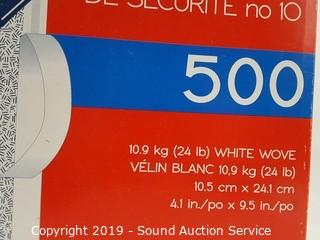 DE SÉCURITÉ no 10
500
10.9 kg (24 lb) WHITE WOVE
VÉLIN BLANC 10,9 kg (24 lb)
10.5 cm x 24.1 cm
4.1 in./po x 9.5 in./po
Copyright 2019 - Sound Auction Service